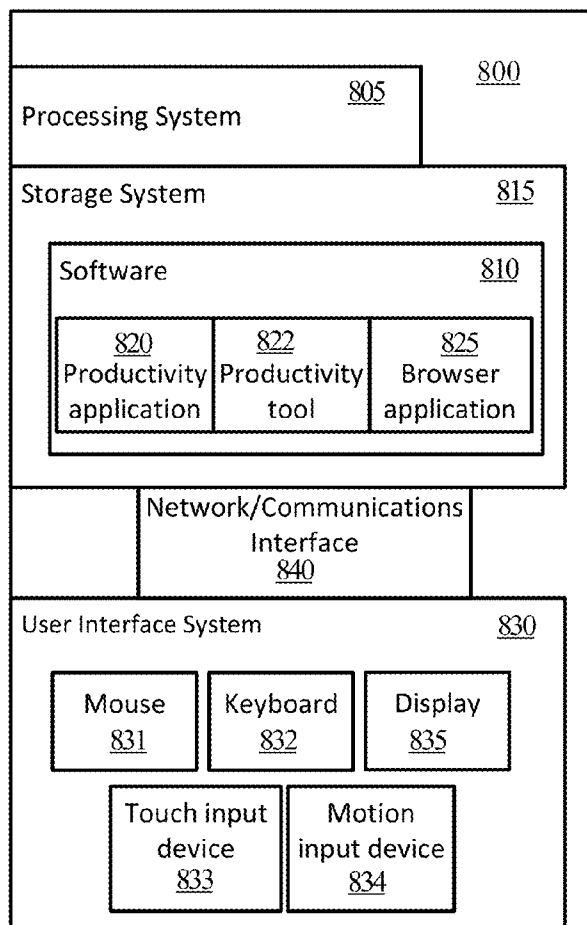 800
805
Processing System
Storage System 815
Software 810
820 822 825
Productivity Productivity Browser
application tool application
Network/Communications
Interface
840
User Interface System 830
Mouse Keyboard Display
831 832 835
Touch input Motion
device input device
833 834